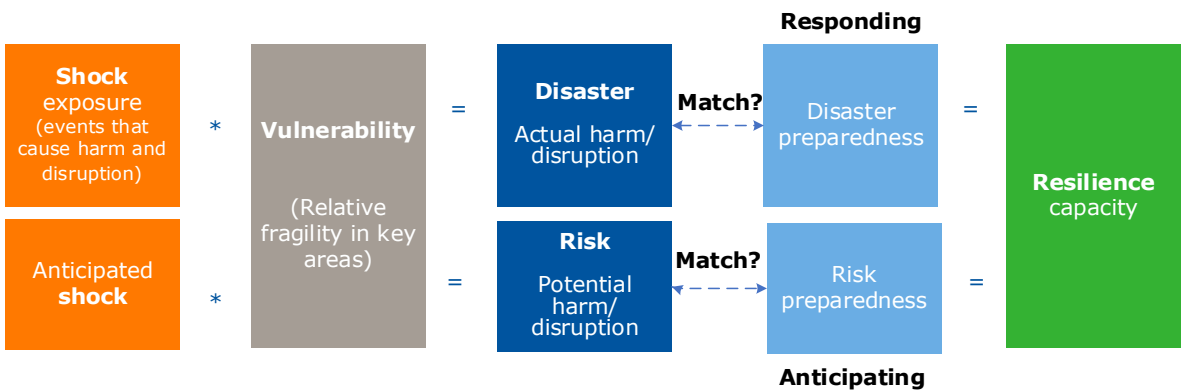 Responding
Shock
exposure
(events that
cause harm and
disruption)
*
Vulnerability
(Relative
fragility in key
areas)
=
Disaster
Actual harm/
disruption
Match?
Disaster
preparedness
=
Resilience
capacity
Anticipated
shock
*
=
Risk
Potential
harm/
disruption
Match?
Risk
preparedness
=
Anticipating